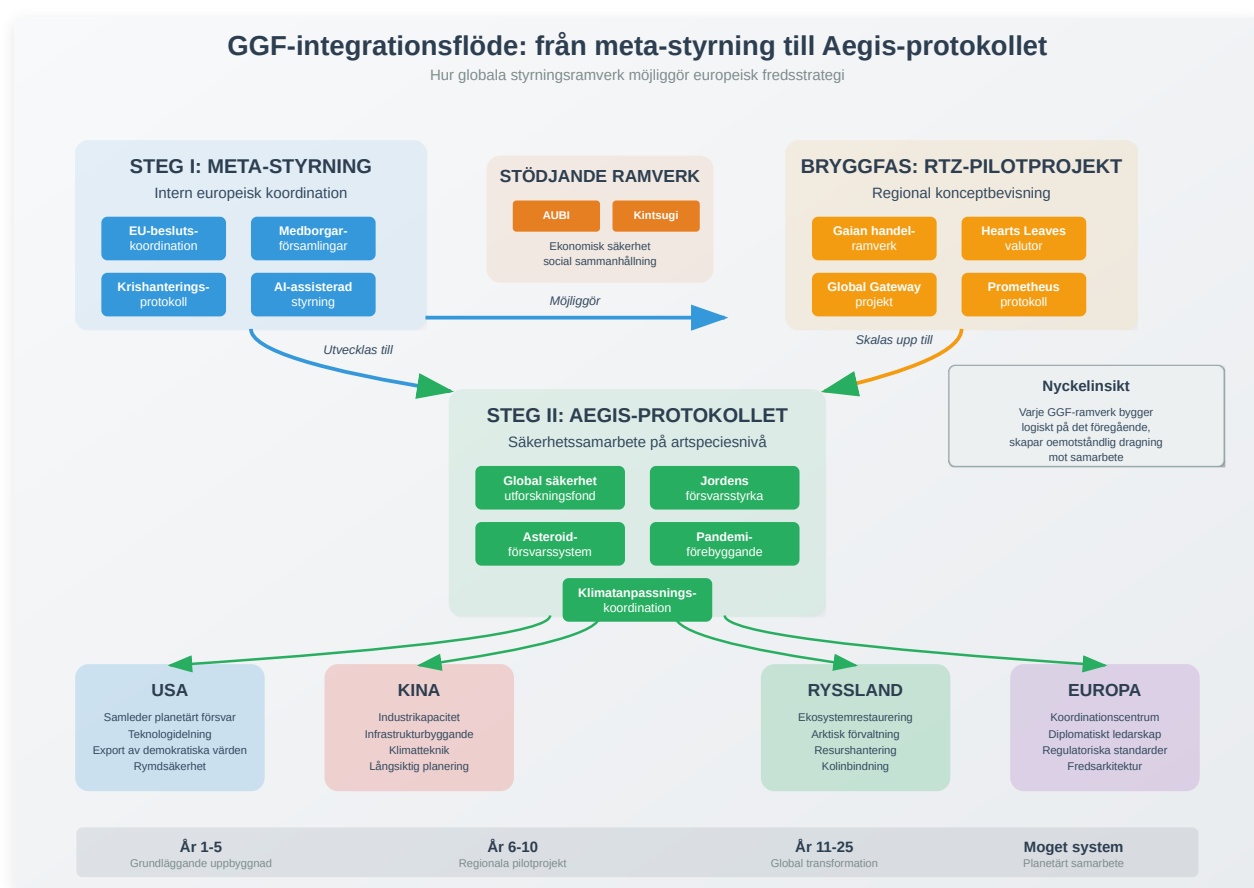 GGF-integrationsflöde: från meta-styrning till Aegis-protokollet
Hur globala styrningsramverk möjliggör europeisk fredsstrategi
STEG I: META-STYRNING
Intern europeisk koordination
EU-besluts-
koordination
Medborgar-
församlingar
Krishanterings-
protokoll
AI-assisterad
styrning
STÖDJANDE RAMVERK
AUBI
Kintsugi
Ekonomisk säkerhet
social sammanhållning
BRYGGFAS: RTZ-PILOTPROJEKT
Regional konceptbevisning
Gaian handel-
ramverk
Hearts Leaves
valutor
Global Gateway
projekt
Prometheus
protokoll
Möjliggör
Utvecklas till
Skalas upp till
Nyckelinsikt
Varje GGF-ramverk bygger
logiskt på det föregående,
skapar oemotståndlig dragning
mot samarbete
STEG II: AEGIS-PROTOKOLLET
Säkerhetssamarbete på artspeciesnivå
Global säkerhet
utforskningsfond
Jordens
försvarsstyrka
Asteroid-
försvarssystem
Pandemi-
förebyggande
Klimatanpassnings-
koordination
USA
Samleder planetärt försvar
Teknologidelning
Export av demokratiska värden
Rymdsäkerhet
KINA
Industrikapacitet
Infrastrukturbyggande
Klimatteknik
Långsiktig planering
RYSSLAND
Ekosystemrestaurering
Arktisk förvaltning
Resurshantering
Kolinbindning
EUROPA
Koordinationscentrum
Diplomatiskt ledarskap
Regulatoriska standarder
Fredsarkitektur
År 1-5
Grundläggande uppbyggnad
År 6-10
Regionala pilotprojekt
År 11-25
Global transformation
Moget system
Planetärt samarbete